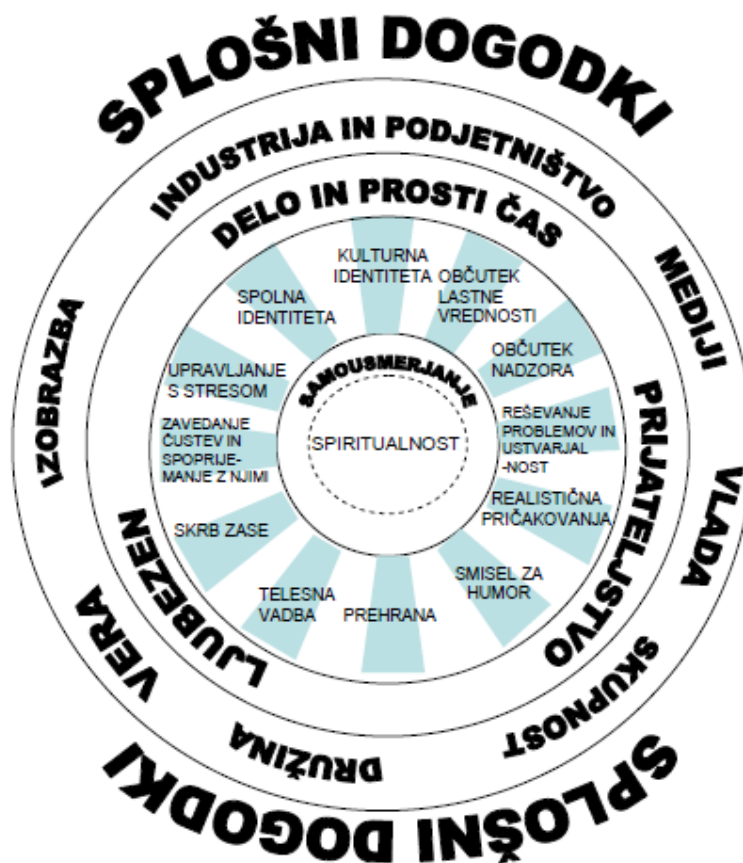 SPLOŠNI DOGODKI
INDUSTRIJA IN PODJETNIŠTVO
MEDIJI
VLADA
SKUPNOST
DRUŽINA
VERA
IZOBRAZBA
DELO IN PROSTI ČAS
PRIJATELJSTVO
LJUBEZEN
KULTURNA
IDENTITETA
OBČUTEK
LASTNE
VREDNOSTI
OBČUTEK
NADZORA
REŠEVANJE
PROBLEMOV IN
USTVARJAL
-NOST
REALISTIČNA
PRIČAKOVANJA
SMISEL ZA
HUMOR
PREHRANA
TELESNA
VADBA
SKRB ZASE
ZAVEDANJE
ČUSTEV IN
SPOPRIJE-
MANJE Z NJIMI
UPRAVLJANJE
S STRESOM
SPOLNA
IDENTITETA
SAMOUSMERJANJE
SPIRITUALNOST
SPLOŠNI DOGODKI